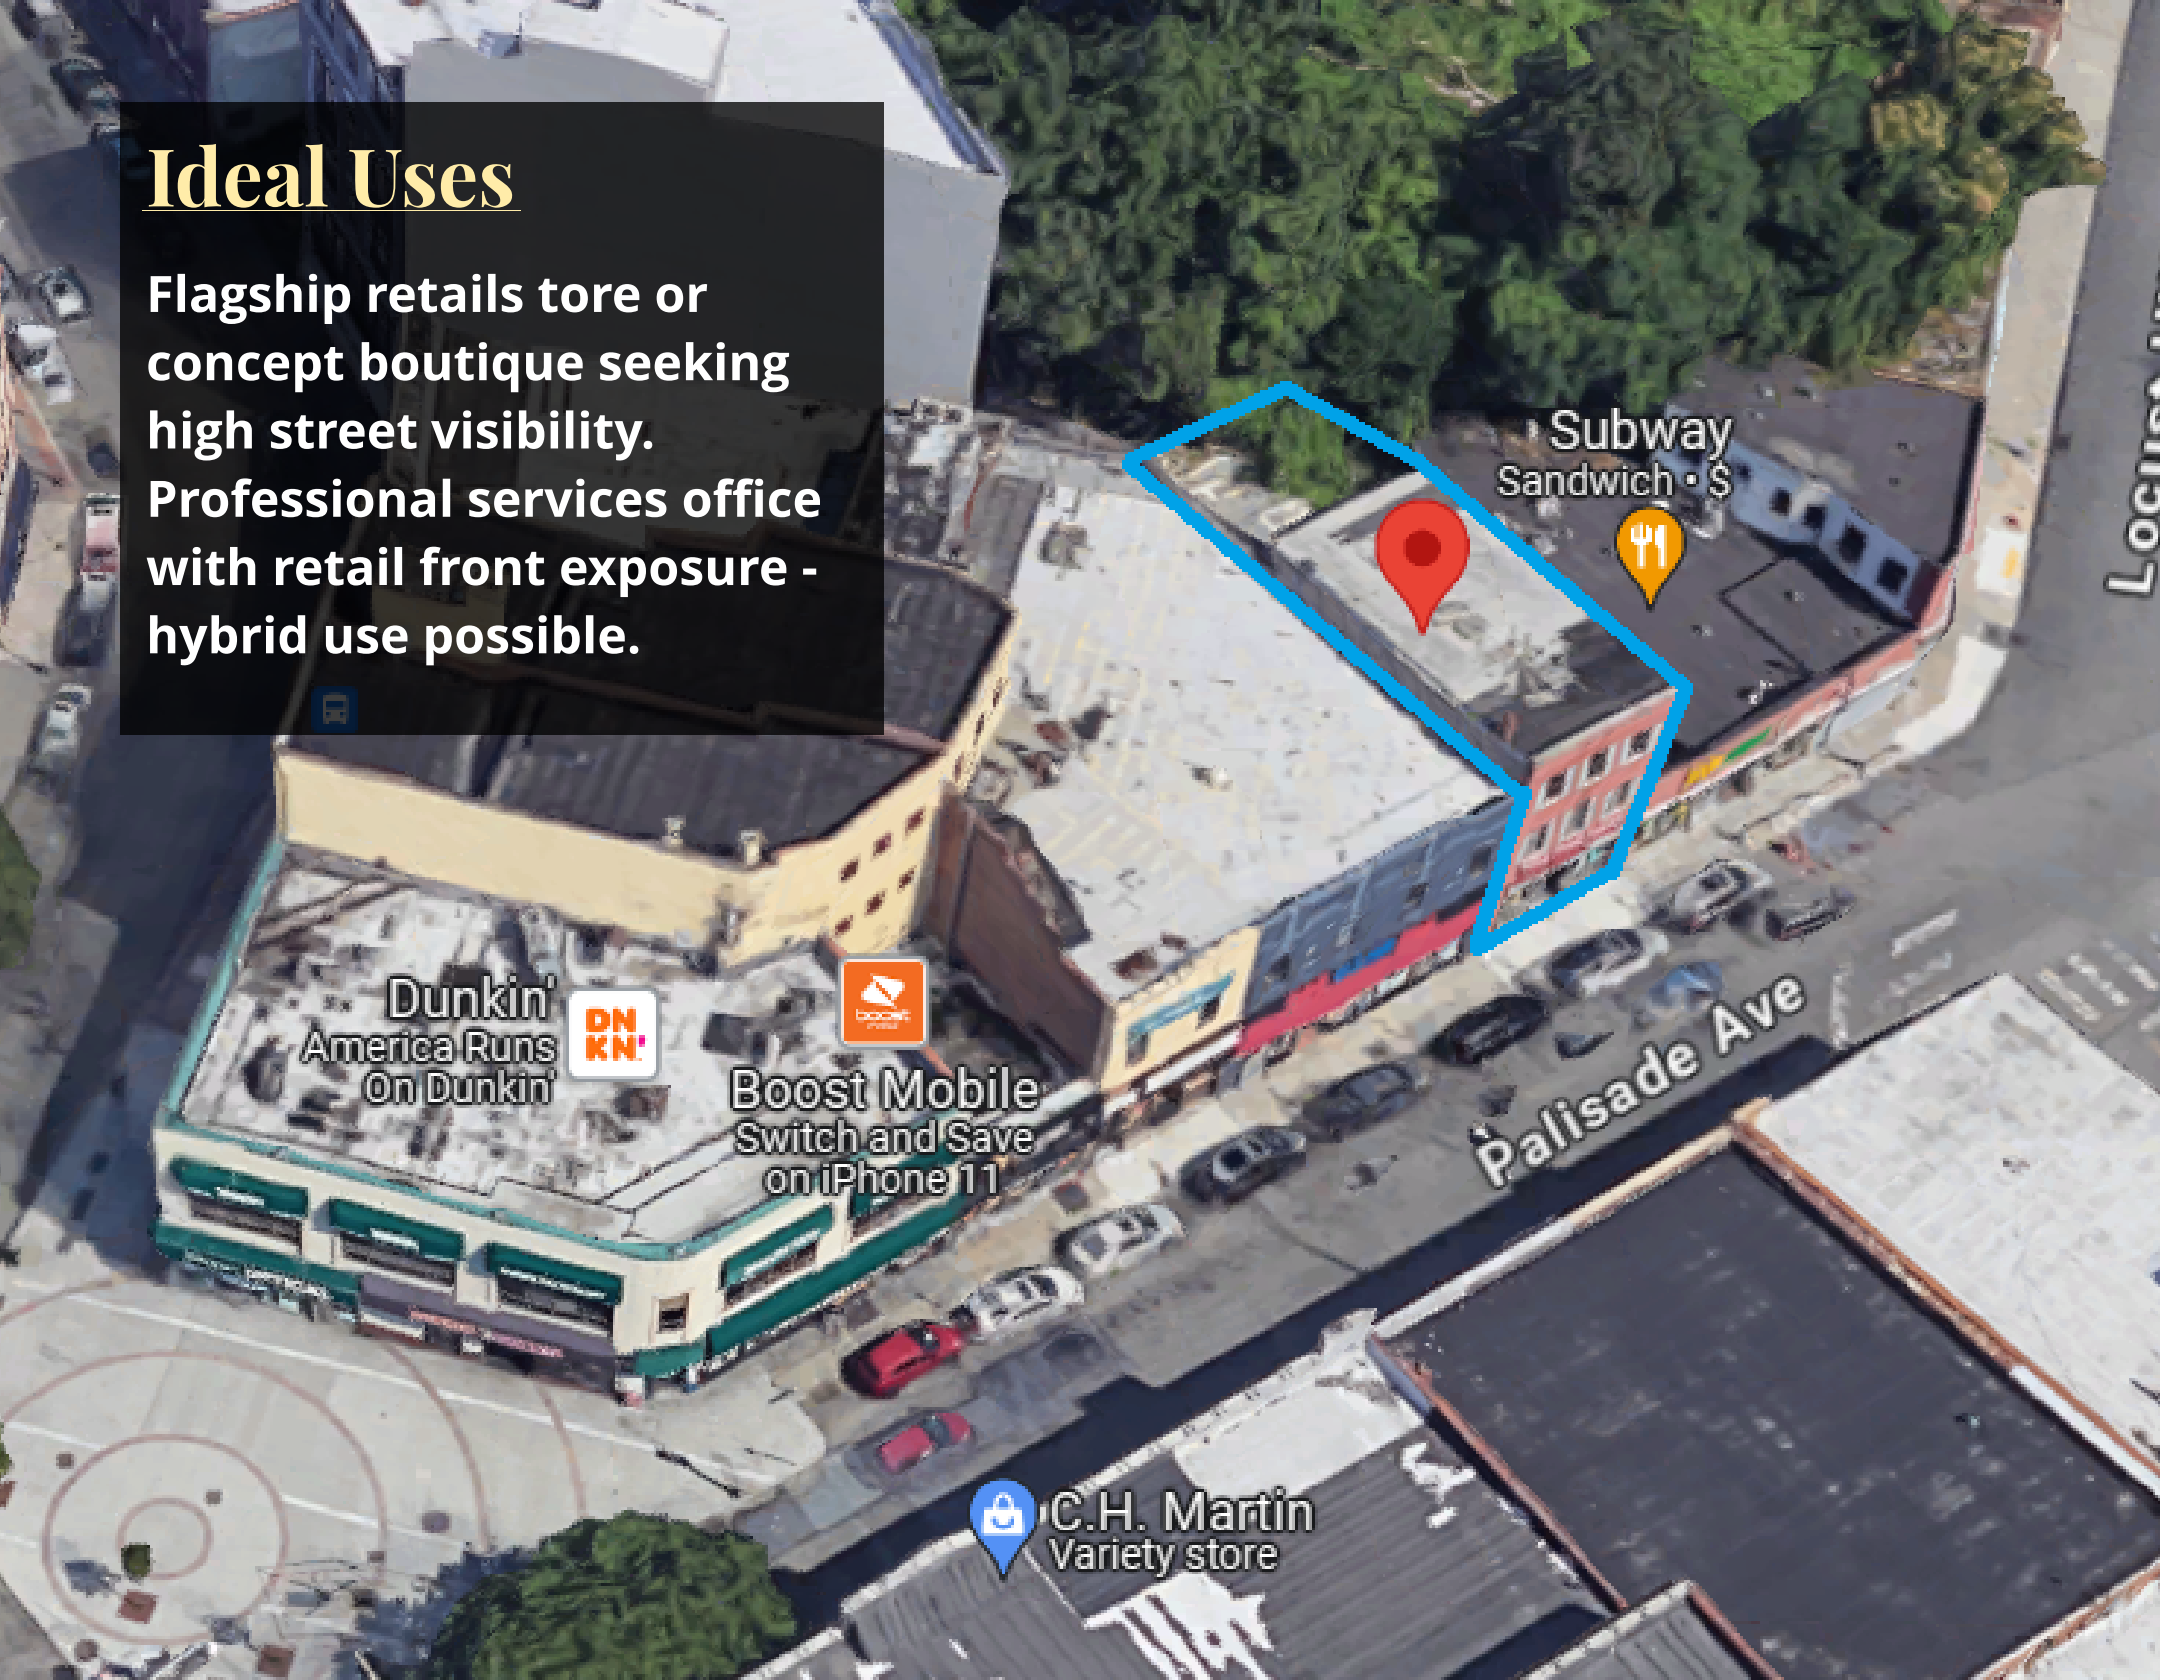 Ideal Uses
Flagship retails tore or
concept boutique seeking
high street visibility.
Professional services office
with retail front exposure -
hybrid use possible.
Subway
Sandwich • $
Locust
Dunkin'
America Runs
On Dunkin'
DN
KN'
boost
Boost Mobile
Switch and Save
on iPhone 11
Palisade Ave
C.H. Martin
Variety store